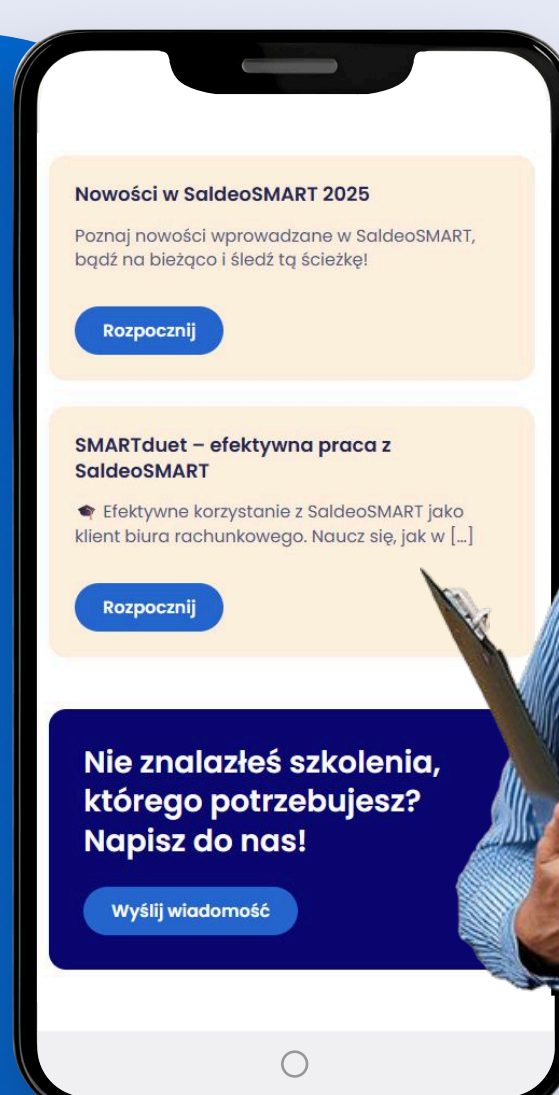 Nowości w SaldeoSMART 2025
Poznaj nowości wprowadzane w SaldeoSMART,
bądź na bieżąco i śledź tą ścieżkę!
Rozpocznij
SMARTduet – efektywna praca z
SaldeoSMART
🎓 Efektywne korzystanie z SaldeoSMART jako
klient biura rachunkowego. Naucz się, jak w [...]
Rozpocznij
Nie znalazłeś szkolenia,
którego potrzebujesz?
Napisz do nas!
Wyślij wiadomość